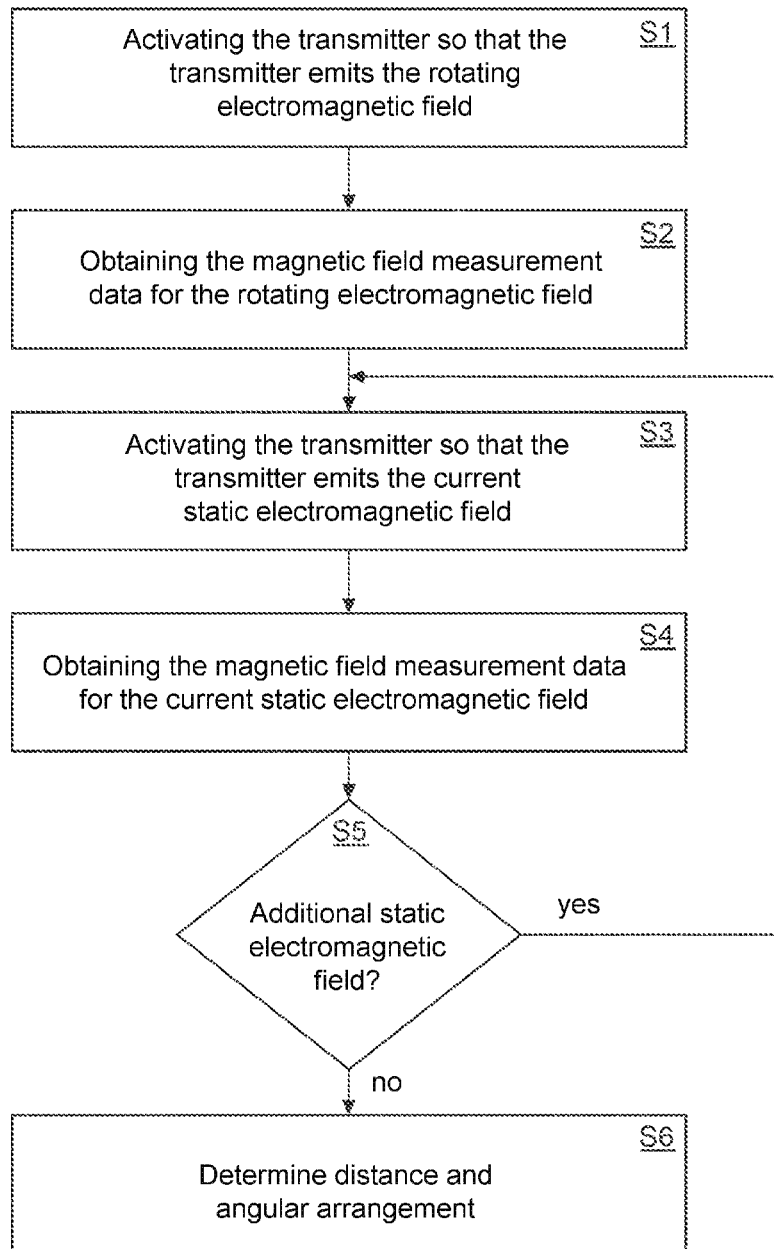 S1
Activating the transmitter so that the
transmitter emits the rotating
electromagnetic field
S2
Obtaining the magnetic field measurement
data for the rotating electromagnetic field
S3
Activating the transmitter so that the
transmitter emits the current
static electromagnetic field
S4
Obtaining the magnetic field measurement data
for the current static electromagnetic field
S5
Additional static
electromagnetic
field?
yes
no
S6
Determine distance and
angular arrangement